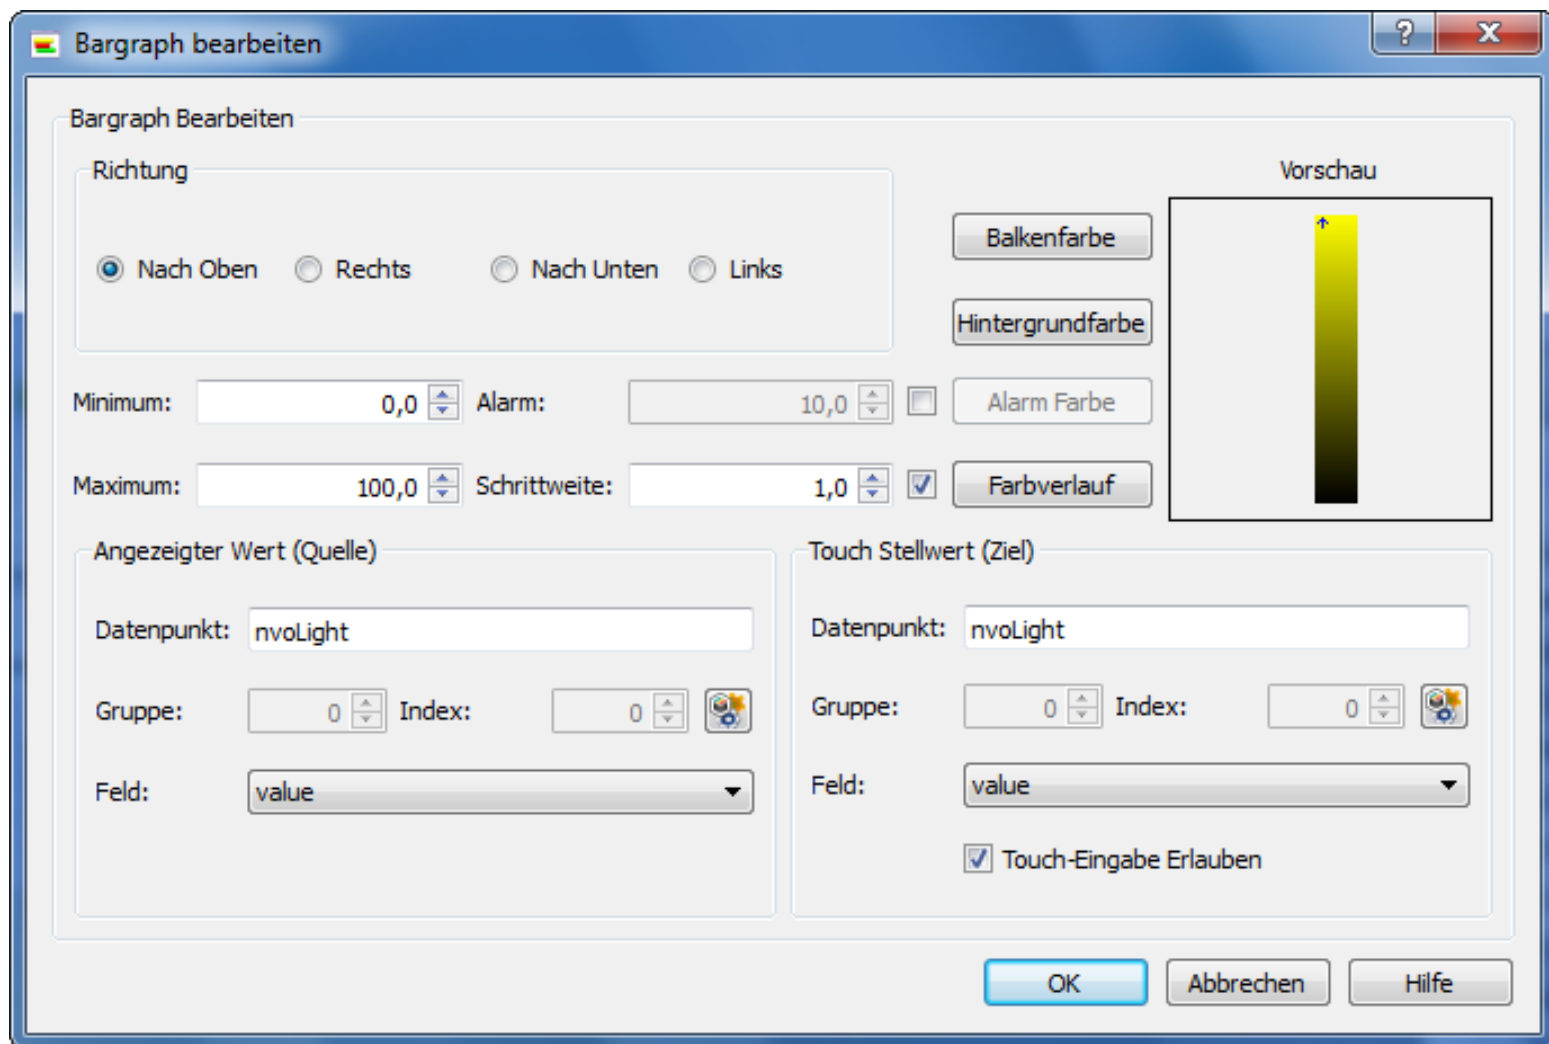 Bargraph bearbeiten
?
Bargraph Bearbeiten
Richtung
Vorschau
Nach Oben
Rechts
Nach Unten
Links
Balkenfarbe
Hintergrundfarbe
Minimum: 0,0
Alarm: 10,0
Alarm Farbe
Maximum: 100,0
Schrittweite: 1,0
Farbverlauf
Angezeigter Wert (Quelle)
Datenpunkt: nvoLight
Gruppe: 0
Index: 0
Feld: value
Touch Stellwert (Ziel)
Datenpunkt: nvoLight
Gruppe: 0
Index: 0
Feld: value
Touch-Eingabe Erlauben
OK
Abbrechen
Hilfe